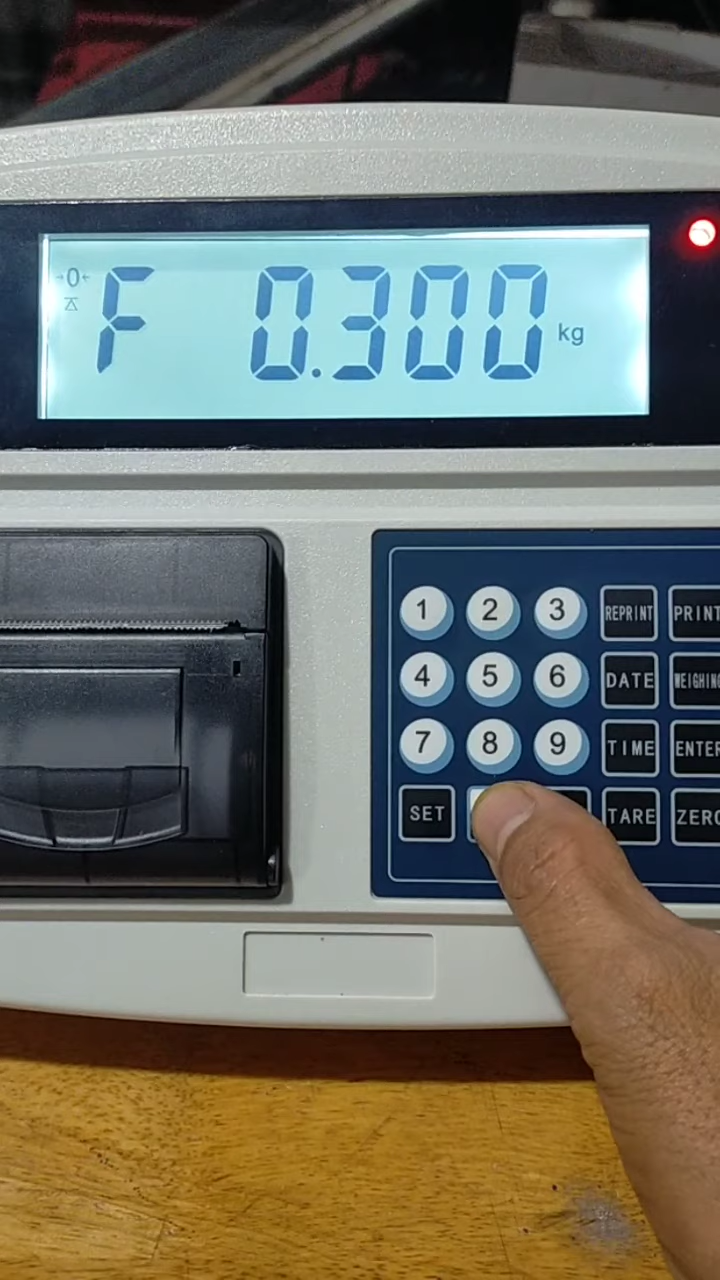 →0←
F 0.300 kg
1 2 3 REPRINT PRINT
4 5 6 DATE WEIGHING
7 8 9 TIME ENTER
SET TARE ZERO